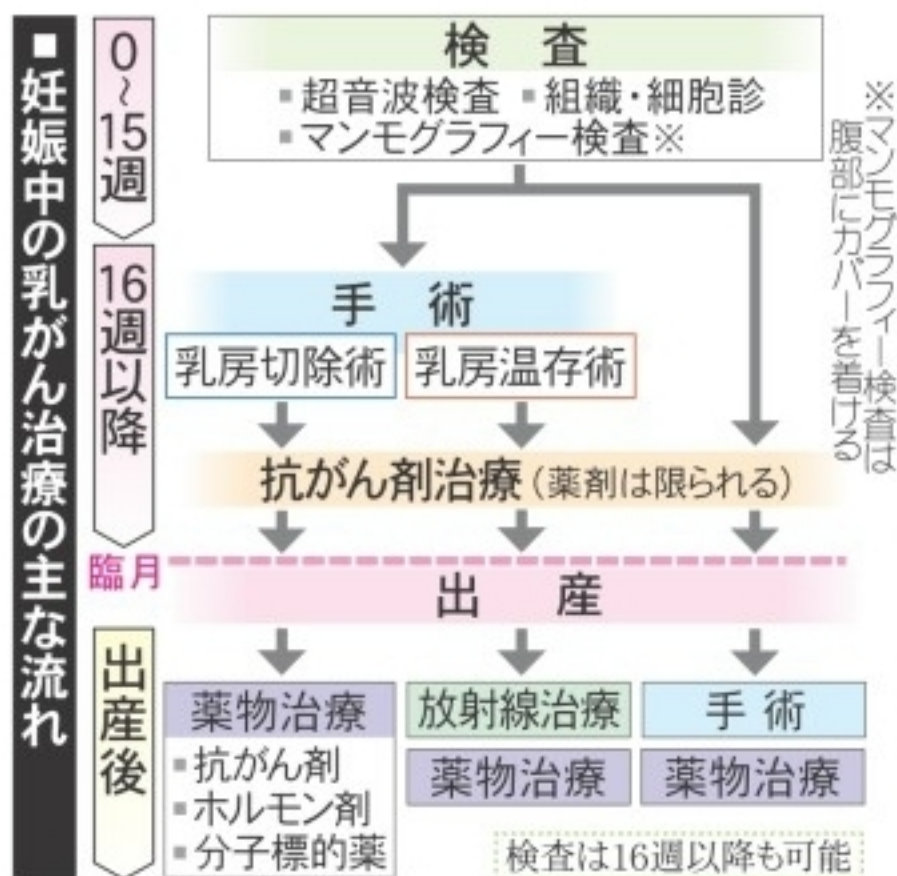 ■妊娠中の乳がん治療の主な流れ
0~15週
検 査
■超音波検査 ■組織・細胞診
■マンモグラフィー検査※
※マンモグラフィー検査は
腹部にカバーを着ける
16週以降
手 術
乳房切除術 乳房温存術
抗がん剤治療(薬剤は限られる)
臨月
出 産
出産後
薬物治療
■抗がん剤
■ホルモン剤
■分子標的薬
放射線治療
薬物治療
手 術
薬物治療
検査は16週以降も可能